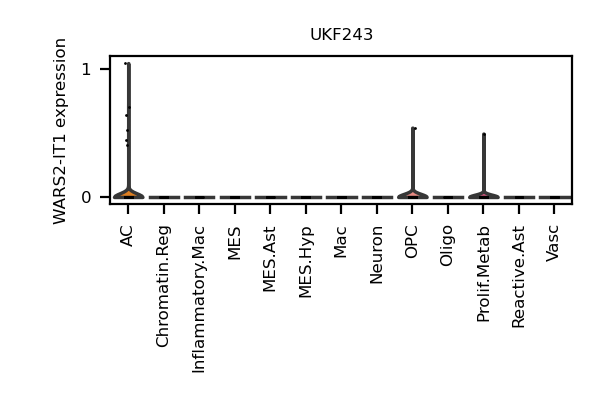 UKF243
WARS2-IT1 expression
1
0
AC
Chromatin.Reg
Inflammatory.Mac
MES
MES.Ast
MES.Hyp
Mac
Neuron
OPC
Oligo
Prolif.Metab
Reactive.Ast
Vasc